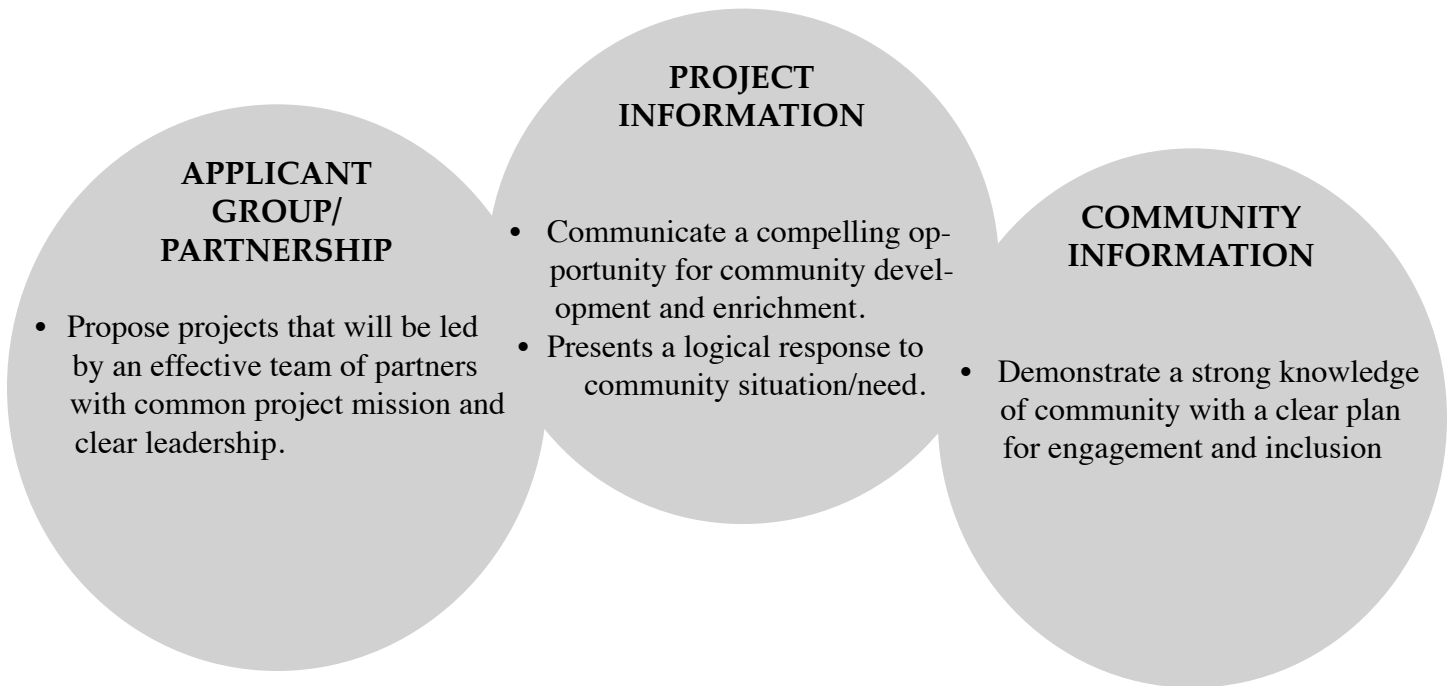 APPLICANT
GROUP/
PARTNERSHIP
• Propose projects that will be led
by an effective team of partners
with common project mission and
clear leadership.
PROJECT
INFORMATION
• Communicate a compelling op-
portunity for community devel-
opment and enrichment.
• Presents a logical response to
community situation/need.
COMMUNITY
INFORMATION
• Demonstrate a strong knowledge
of community with a clear plan
for engagement and inclusion